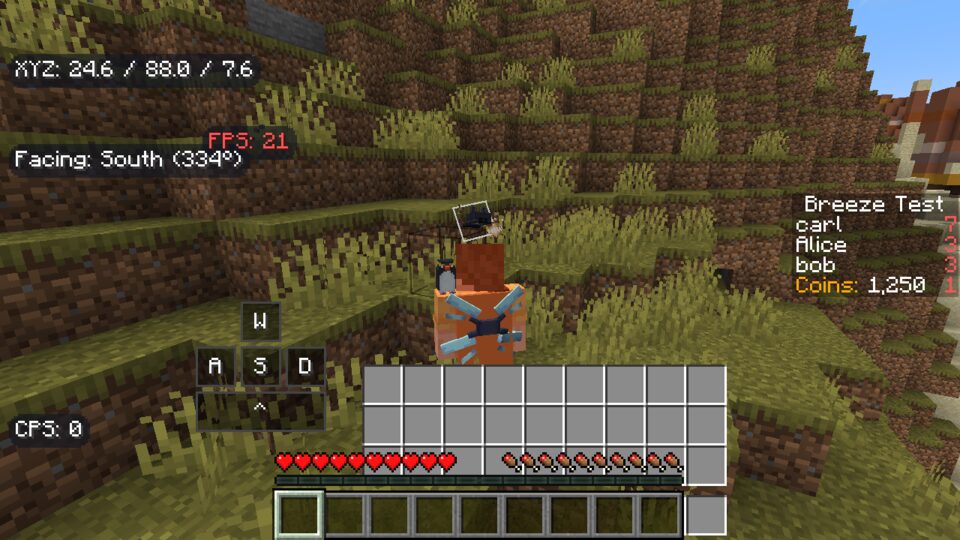 XYZ: 24.6 / 88.0 / 7.6
FPS: 21
Facing: South (334°)
Breeze Test
carl 7
Alice 2
bob 3
Coins: 1,250 1
W
A S D
^
CPS: 0